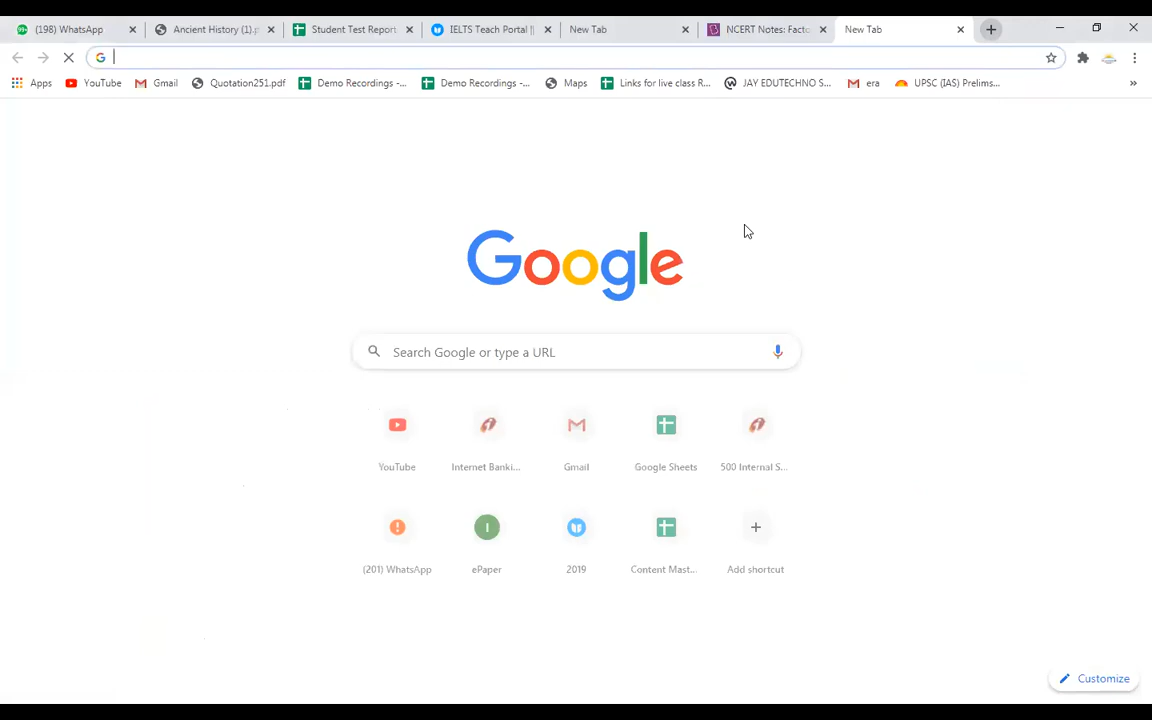 (198) WhatsApp
Ancient History (1).p
Student Test Report
IELTS Teach Portal ||
New Tab
NCERT Notes: Facto
New Tab
Apps
YouTube
Gmail
Quotation251.pdf
Demo Recordings -...
Demo Recordings -...
Maps
Links for live class R...
JAY EDUTECHNO S...
era
UPSC (IAS) Prelims...
Google
Search Google or type a URL
YouTube
Internet Banki...
Gmail
Google Sheets
500 Internal S...
(201) WhatsApp
ePaper
2019
Content Mast...
Add shortcut
Customize